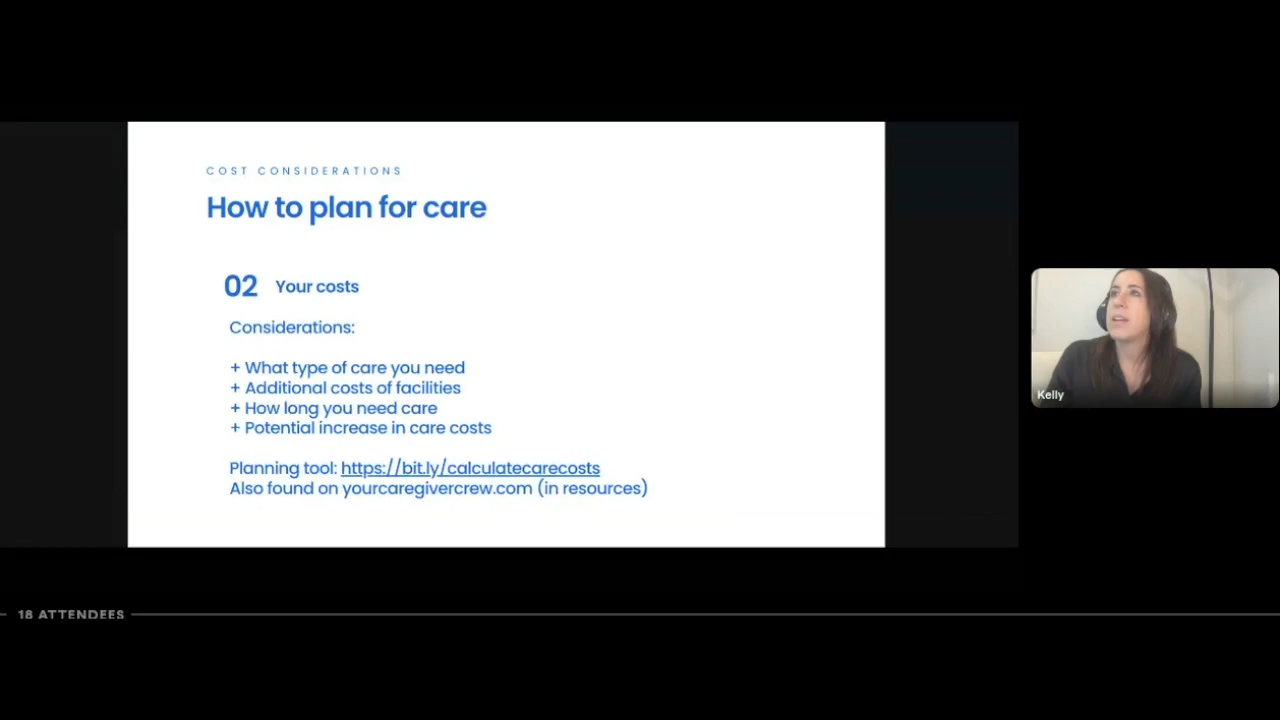 COST CONSIDERATIONS
How to plan for care
02 Your costs
Considerations:
+ What type of care you need
+ Additional costs of facilities
+ How long you need care
+ Potential increase in care costs
Planning tool: https://bit.ly/calculatecarecosts
Also found on yourcaregivercrew.com (in resources)
Kelly
18 ATTENDEES